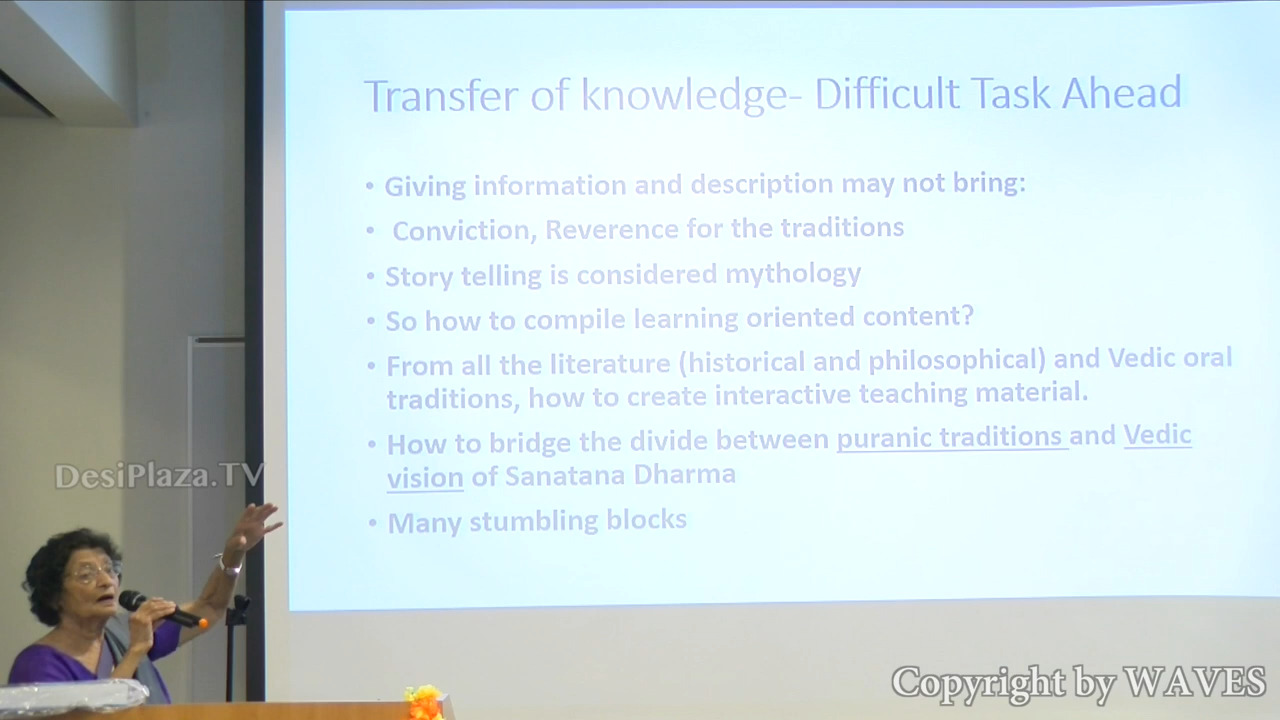 Transfer of knowledge- Difficult Task Ahead
• Giving information and description may not bring:
• Conviction, Reverence for the traditions
• Story telling is considered mythology
• So how to compile learning oriented content?
• From all the literature (historical and philosophical) and Vedic oral
traditions, how to create interactive teaching material.
• How to bridge the divide between puranic traditions and Vedic
vision of Sanatana Dharma
• Many stumbling blocks
DesiPlaza.TV
Copyright by WAVES